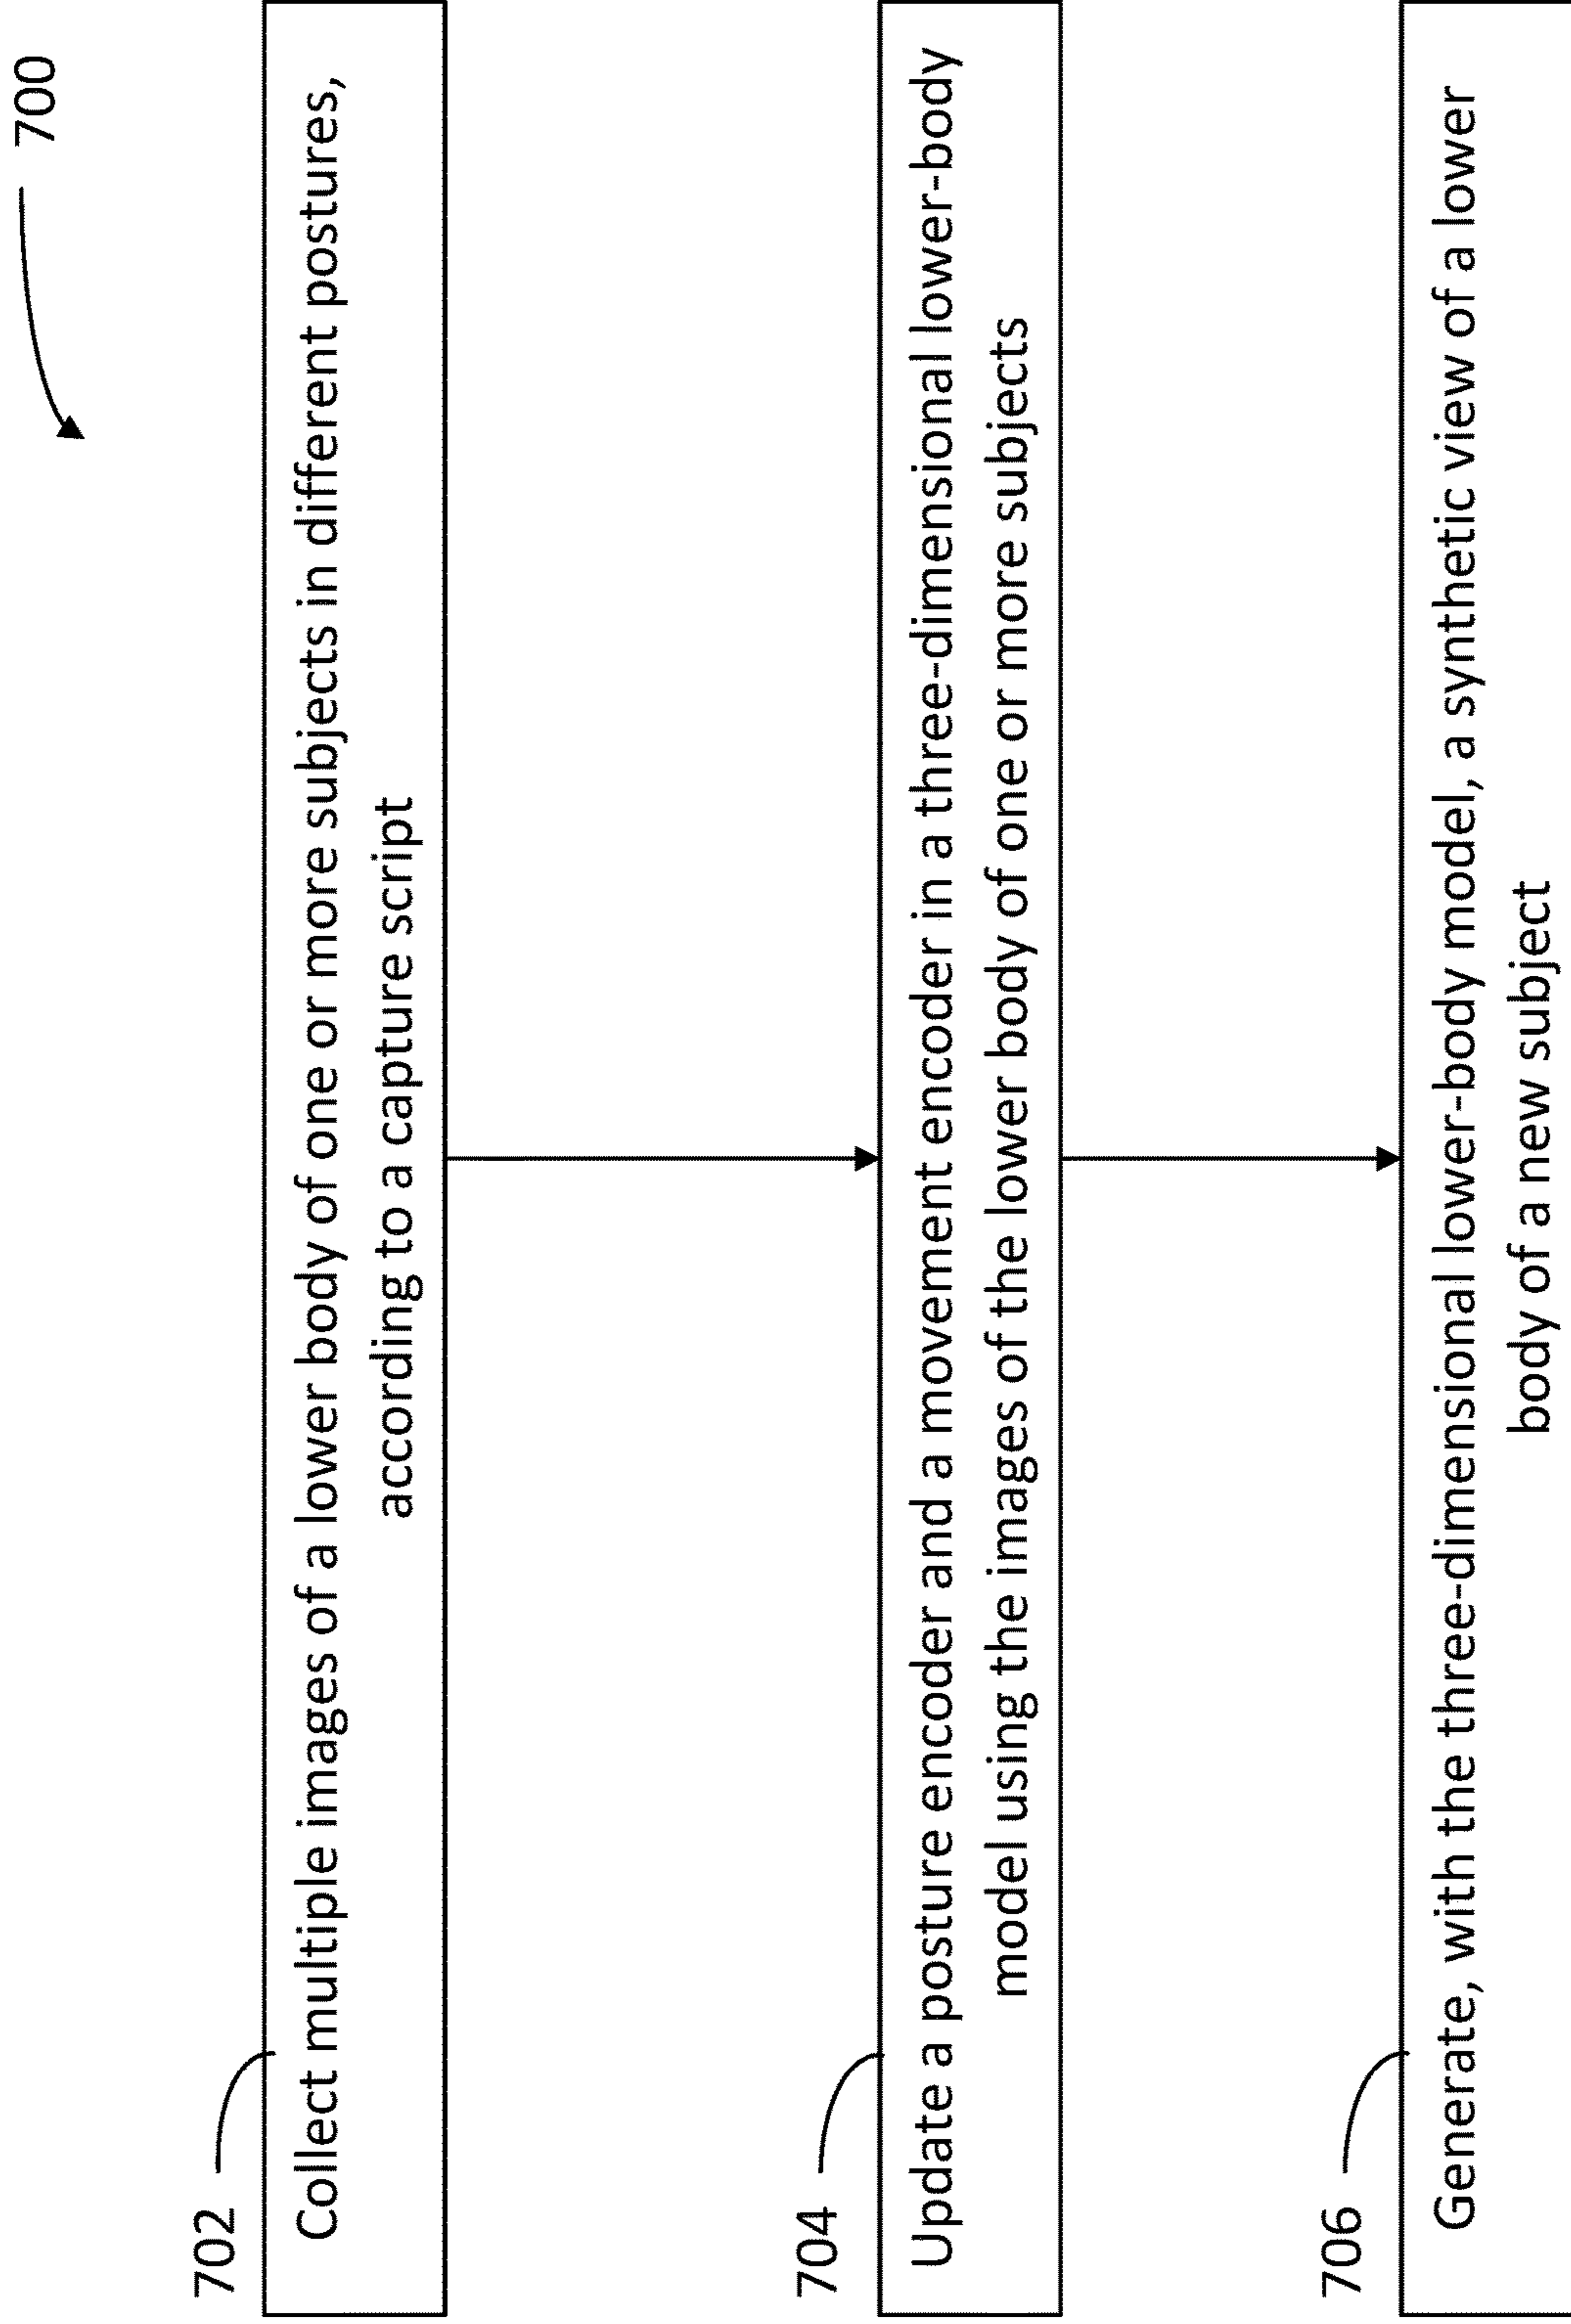 700
702
Collect multiple images of a lower body of one or more subjects in different postures,
according to a capture script
704
Update a posture encoder and a movement encoder in a three-dimensional lower-body
model using the images of the lower body of one or more subjects
706
Generate, with the three-dimensional lower-body model, a synthetic view of a lower
body of a new subject